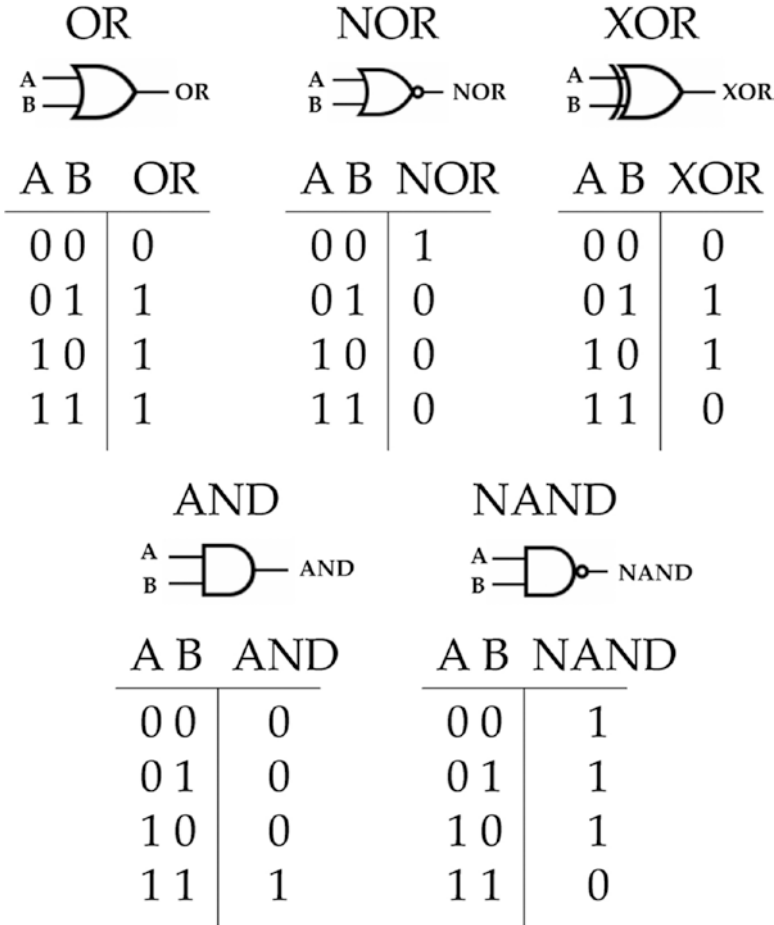 OR NOR XOR
A A A
OR NOR XOR
B B B
A B OR A B NOR A B XOR
0 0 0 0 0 1 0 0 0
0 1 1 0 1 0 0 1 1
1 0 1 1 0 0 1 0 1
1 1 1 1 1 0 1 1 0
AND NAND
A A
AND NAND
B B
A B AND A B NAND
0 0 0 0 0 1
0 1 0 0 1 1
1 0 0 1 0 1
1 1 1 1 1 0